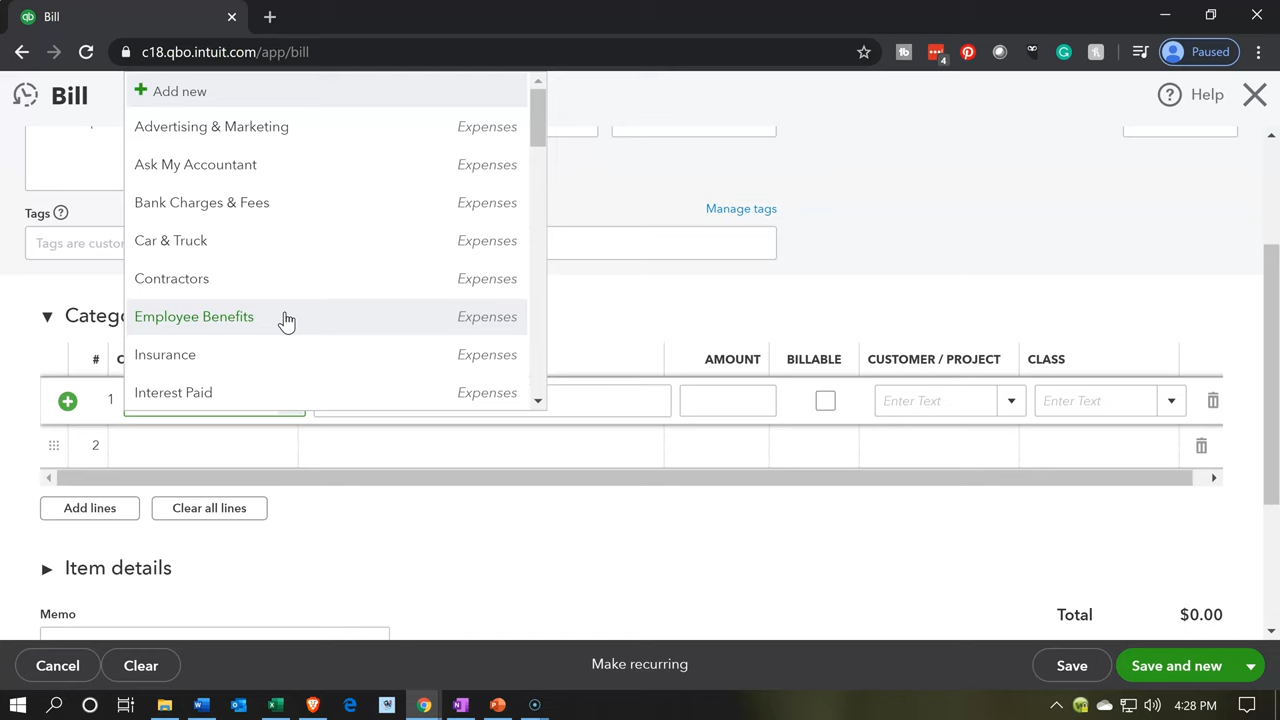 qb Bill
c18.qbo.intuit.com/app/bill
tb
4
Paused
Bill
Help
Add new
Advertising & Marketing Expenses
Ask My Accountant Expenses
Bank Charges & Fees Expenses
Car & Truck Expenses
Contractors Expenses
Employee Benefits Expenses
Insurance Expenses
Interest Paid Expenses
Tags ?
Manage tags
Tags are custo
Categ
# C AMOUNT BILLABLE CUSTOMER / PROJECT CLASS
1 Enter Text Enter Text
2
Add lines Clear all lines
Item details
Memo
Total $0.00
Cancel Clear Make recurring Save Save and new
4:28 PM